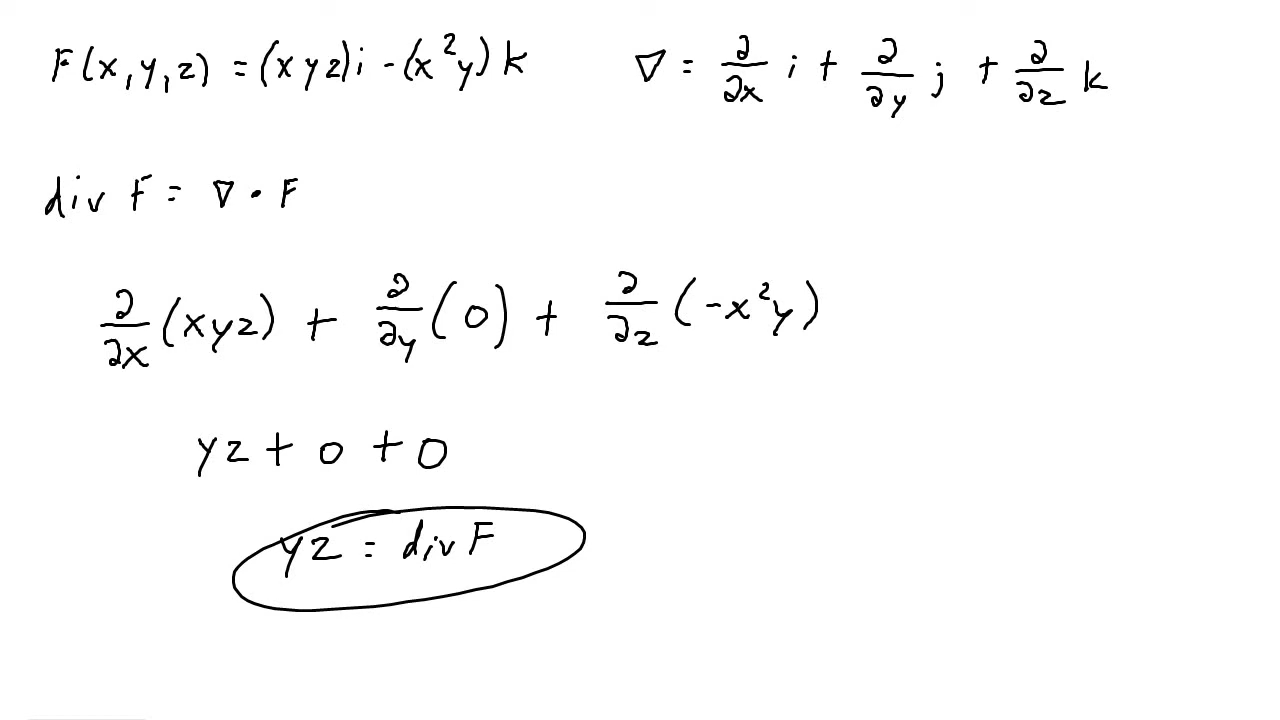 F(x,y,z) = (xyz)i - (x²y)k    ∇ = ∂/∂x i + ∂/∂y j + ∂/∂z k
div F = ∇ · F
∂/∂x (xyz) + ∂/∂y (0) + ∂/∂z (-x²y)
yz + 0 + 0
yz = div F